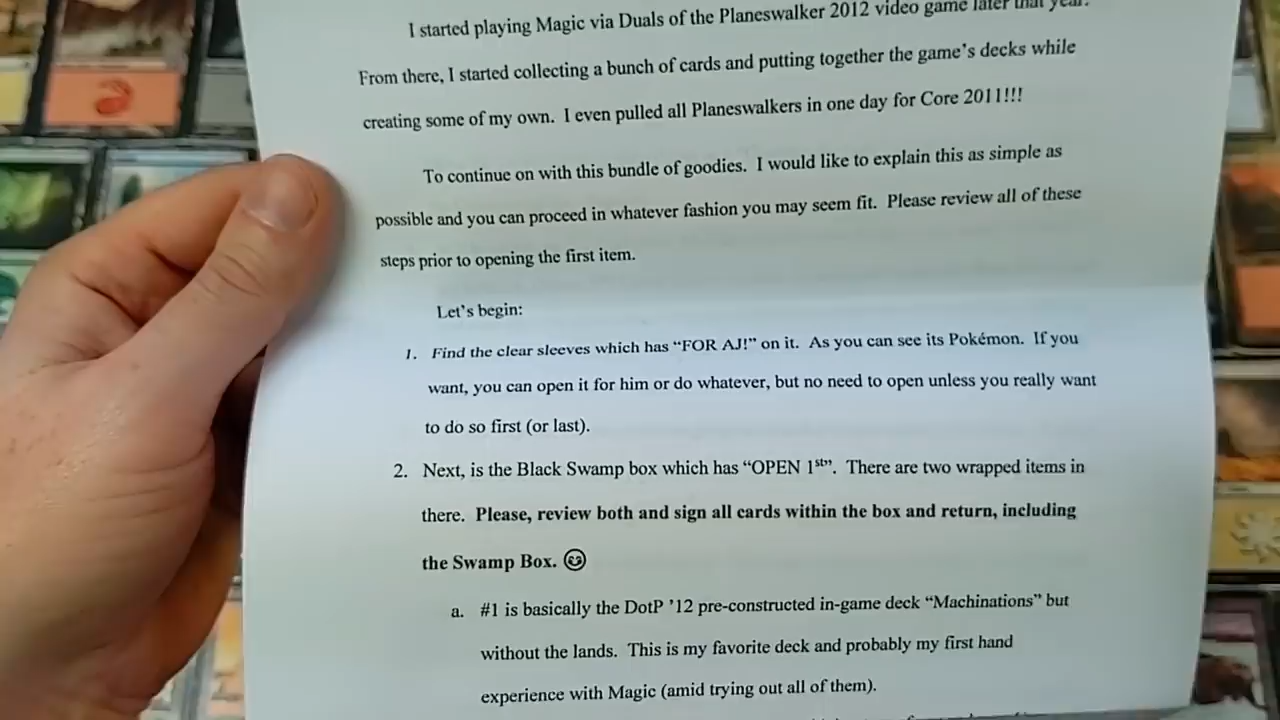 I started playing Magic via Duals of the Planeswalker 2012 video game later that year.
From there, I started collecting a bunch of cards and putting together the game's decks while
creating some of my own. I even pulled all Planeswalkers in one day for Core 2011!!!
To continue on with this bundle of goodies. I would like to explain this as simple as
possible and you can proceed in whatever fashion you may seem fit. Please review all of these
steps prior to opening the first item.
Let's begin:
1. Find the clear sleeves which has “FOR AJ!” on it. As you can see its Pokémon. If you
want, you can open it for him or do whatever, but no need to open unless you really want
to do so first (or last).
2. Next, is the Black Swamp box which has “OPEN 1st”. There are two wrapped items in
there. Please, review both and sign all cards within the box and return, including
the Swamp Box. 😊
a. #1 is basically the DotP ’12 pre-constructed in-game deck “Machinations” but
without the lands. This is my favorite deck and probably my first hand
experience with Magic (amid trying out all of them).